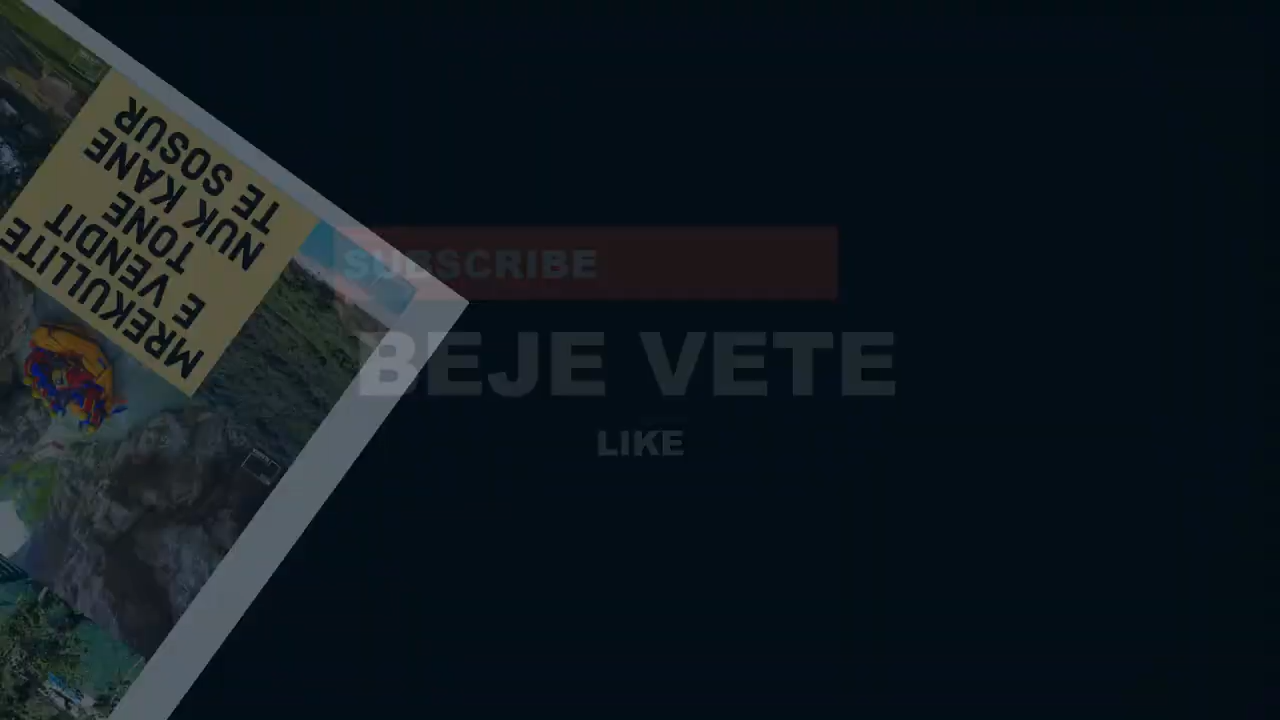 MREKULLITE
E VENDIT
TONE
NUK KANE
TE SOSUR
SUBSCRIBE
BEJE VETE
LIKE